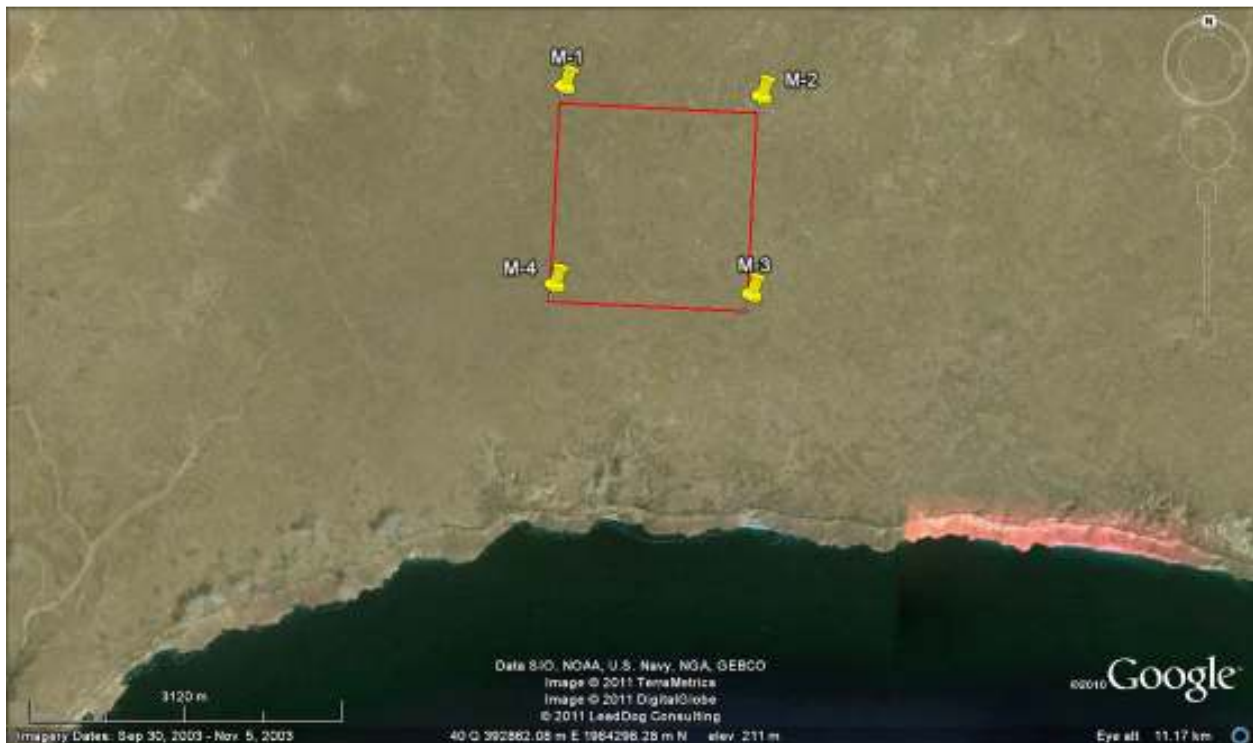 N
M-1
M-2
M-4
M-3
Data SIO, NOAA, U.S. Navy, NGA, GEBCO
Image © 2011 TerraMetrica
Image © 2011 DigitalGlobe
© 2011 LeadDog Consulting
©2010 Google
3120 m
Imagery Dates: Sep 30, 2003 - Nov 5, 2003
40 Q 392862.08 m E 1964296.28 m N elev 211 m
Eye alt 11.17 km